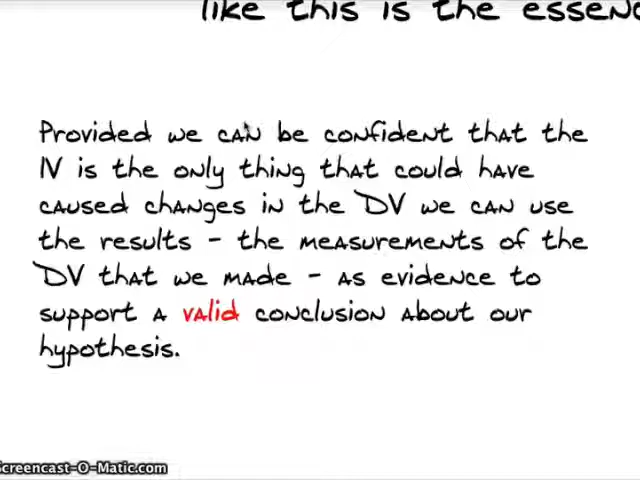 like this is the essenc
Provided we can be confident that the
IV is the only thing that could have
caused changes in the DV we can use
the results - the measurements of the
DV that we made - as evidence to
support a valid conclusion about our
hypothesis.
Screencast-O-Matic.com